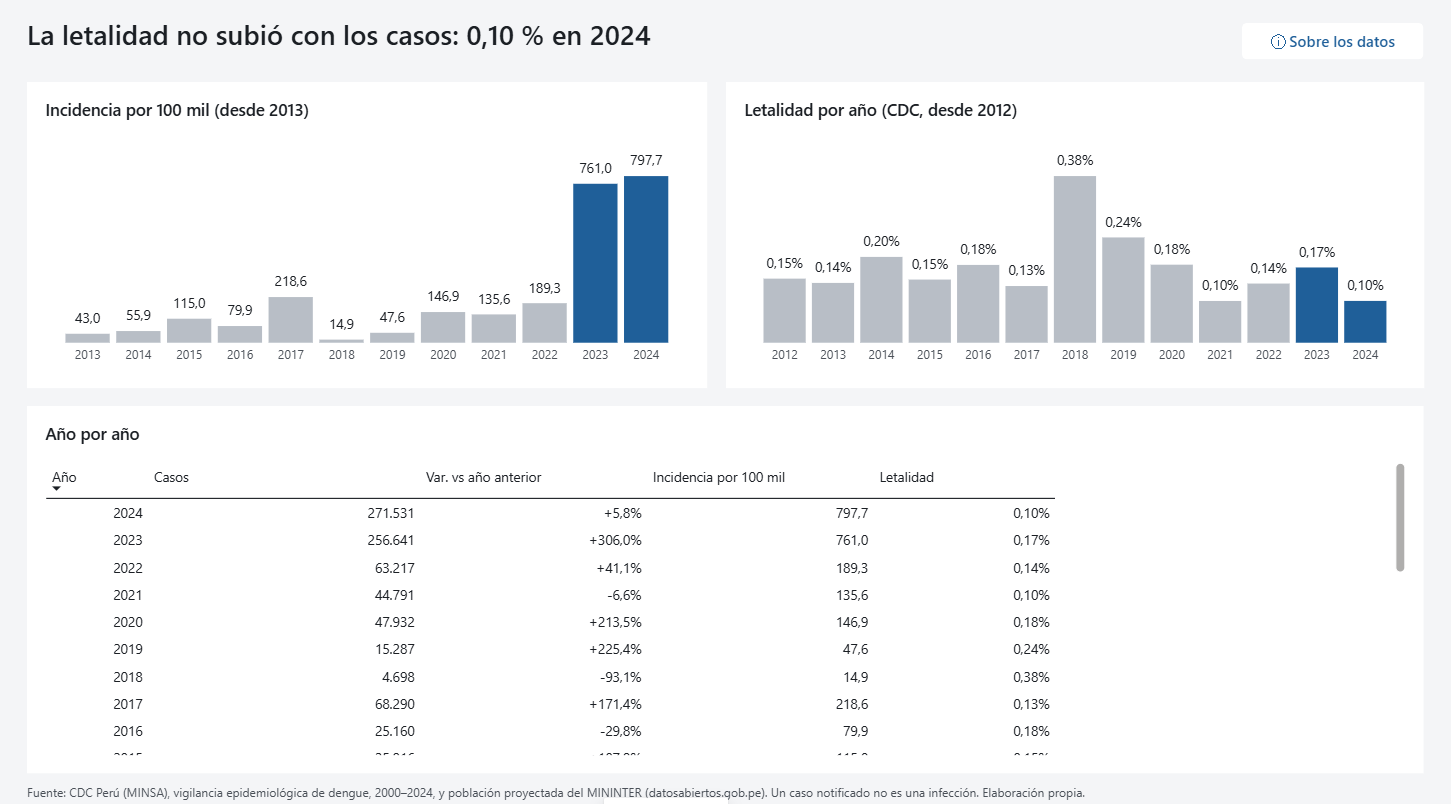 La letalidad no subió con los casos: 0,10 % en 2024
Sobre los datos
Incidencia por 100 mil (desde 2013)
43,0 55,9 115,0 79,9 218,6 14,9 47,6 146,9 135,6 189,3 761,0 797,7
2013 2014 2015 2016 2017 2018 2019 2020 2021 2022 2023 2024
Letalidad por año (CDC, desde 2012)
0,15% 0,14% 0,20% 0,15% 0,18% 0,13% 0,38% 0,24% 0,18% 0,10% 0,14% 0,17% 0,10%
2012 2013 2014 2015 2016 2017 2018 2019 2020 2021 2022 2023 2024
Año por año
Año Casos Var. vs año anterior Incidencia por 100 mil Letalidad
2024 271.531 +5,8% 797,7 0,10%
2023 256.641 +306,0% 761,0 0,17%
2022 63.217 +41,1% 189,3 0,14%
2021 44.791 -6,6% 135,6 0,10%
2020 47.932 +213,5% 146,9 0,18%
2019 15.287 +225,4% 47,6 0,24%
2018 4.698 -93,1% 14,9 0,38%
2017 68.290 +171,4% 218,6 0,13%
2016 25.160 -29,8% 79,9 0,18%
Fuente: CDC Perú (MINSA), vigilancia epidemiológica de dengue, 2000–2024, y población proyectada del MININTER (datosabiertos.gob.pe). Un caso notificado no es una infección. Elaboración propia.